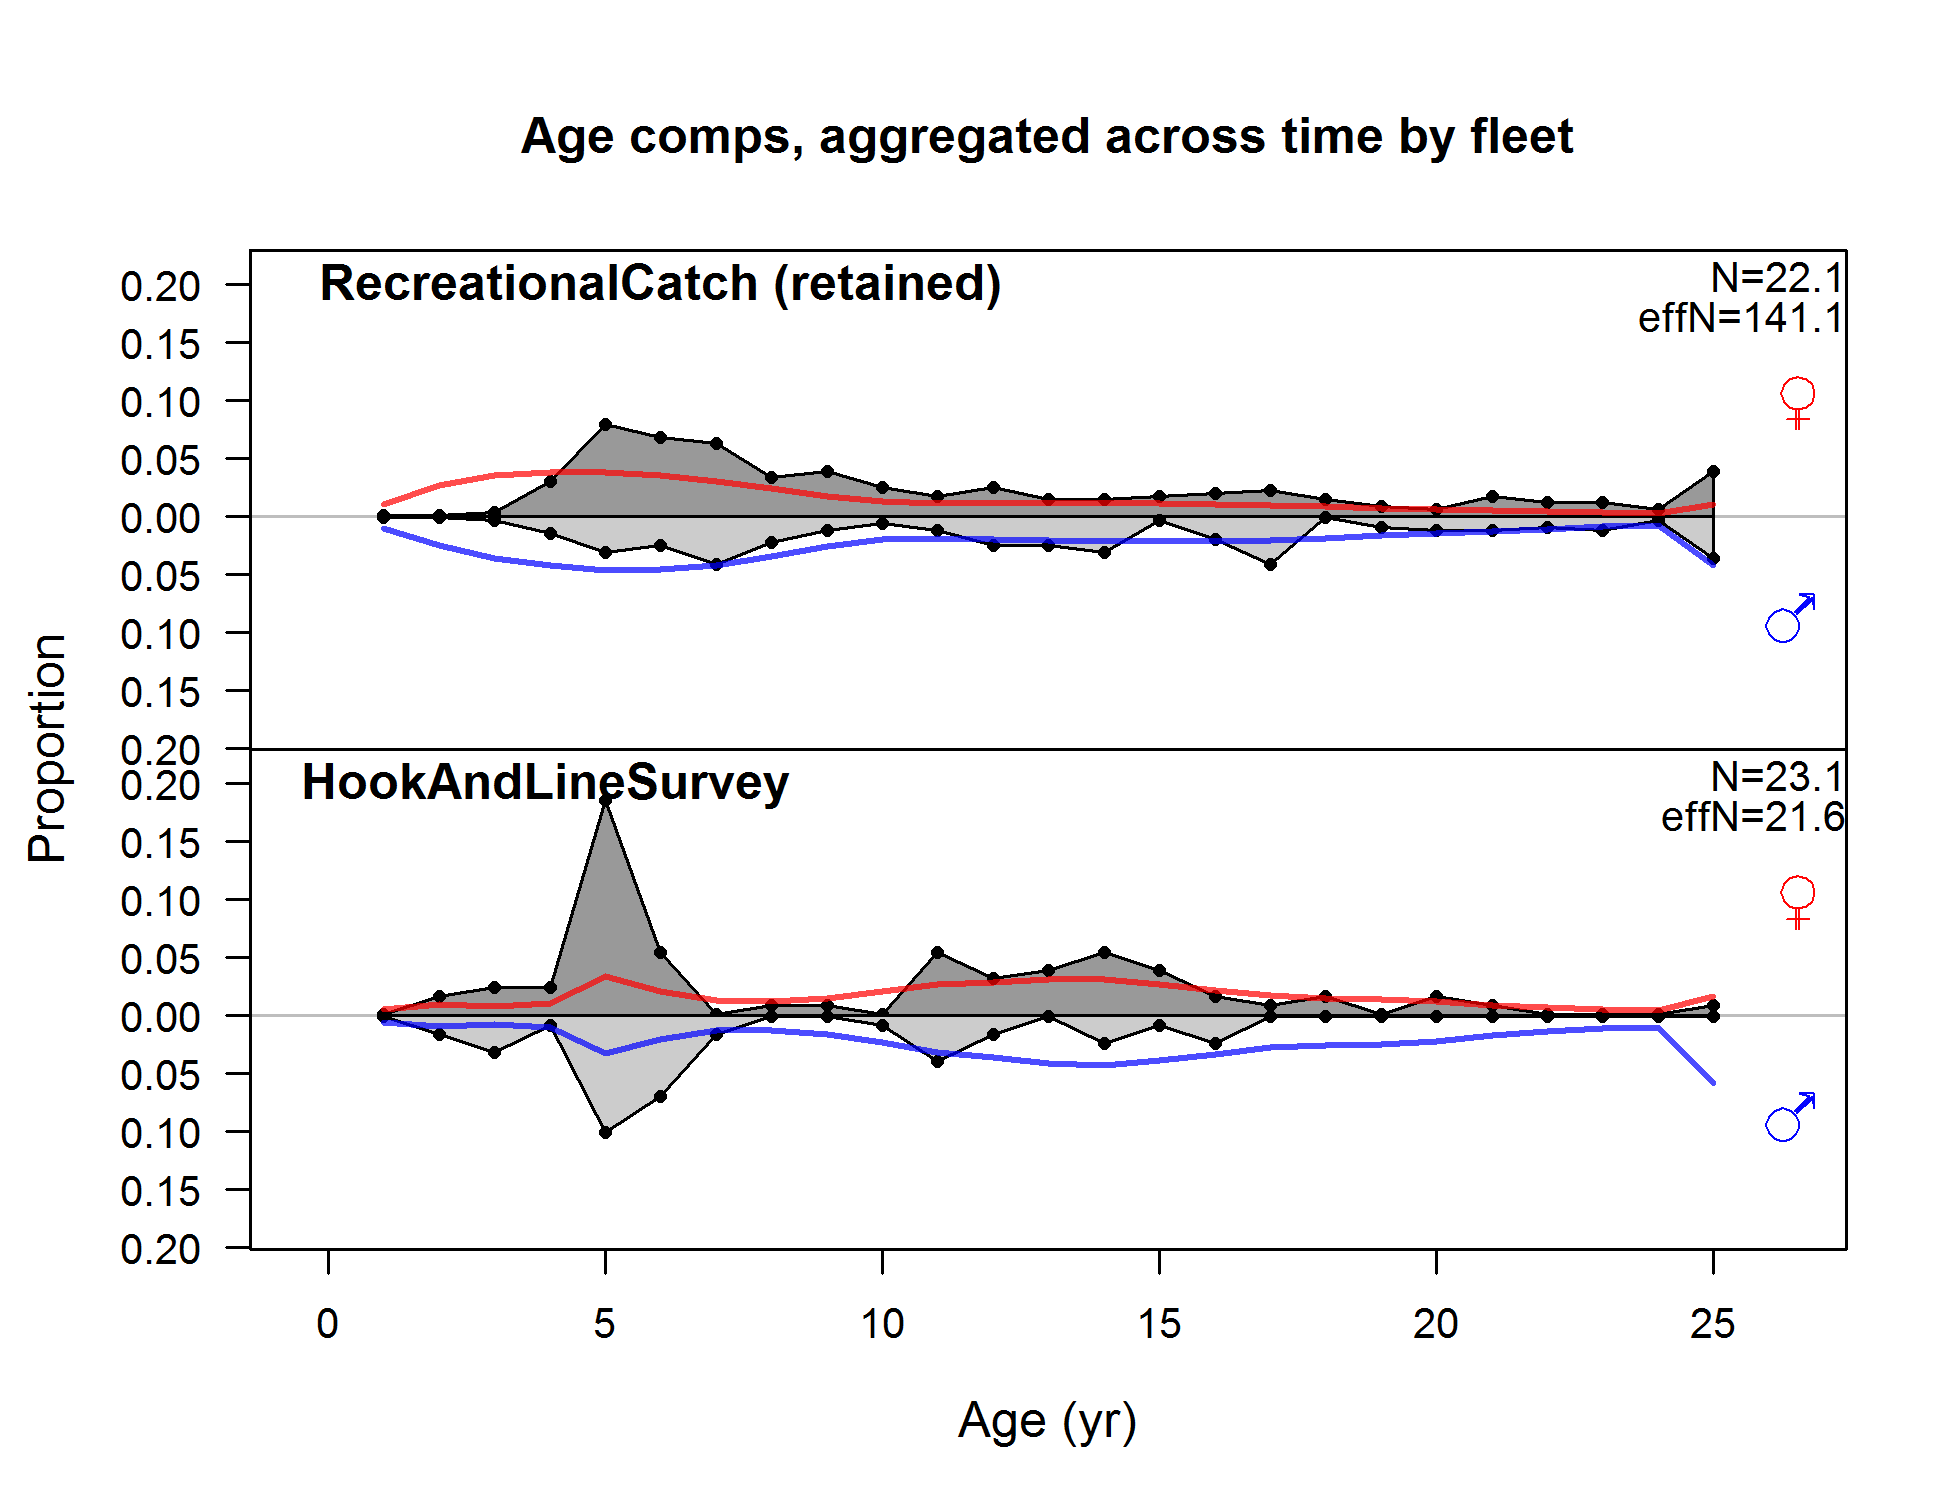 Age comps, aggregated across time by fleet
RecreationalCatch (retained)
N=22.1
effN=141.1
0.20
0.15
0.10
0.05
0.00
0.05
0.10
0.15
0.20
♀
♂
Proportion
HookAndLineSurvey
N=23.1
effN=21.6
0.20
0.15
0.10
0.05
0.00
0.05
0.10
0.15
0.20
♀
♂
0 5 10 15 20 25
Age (yr)